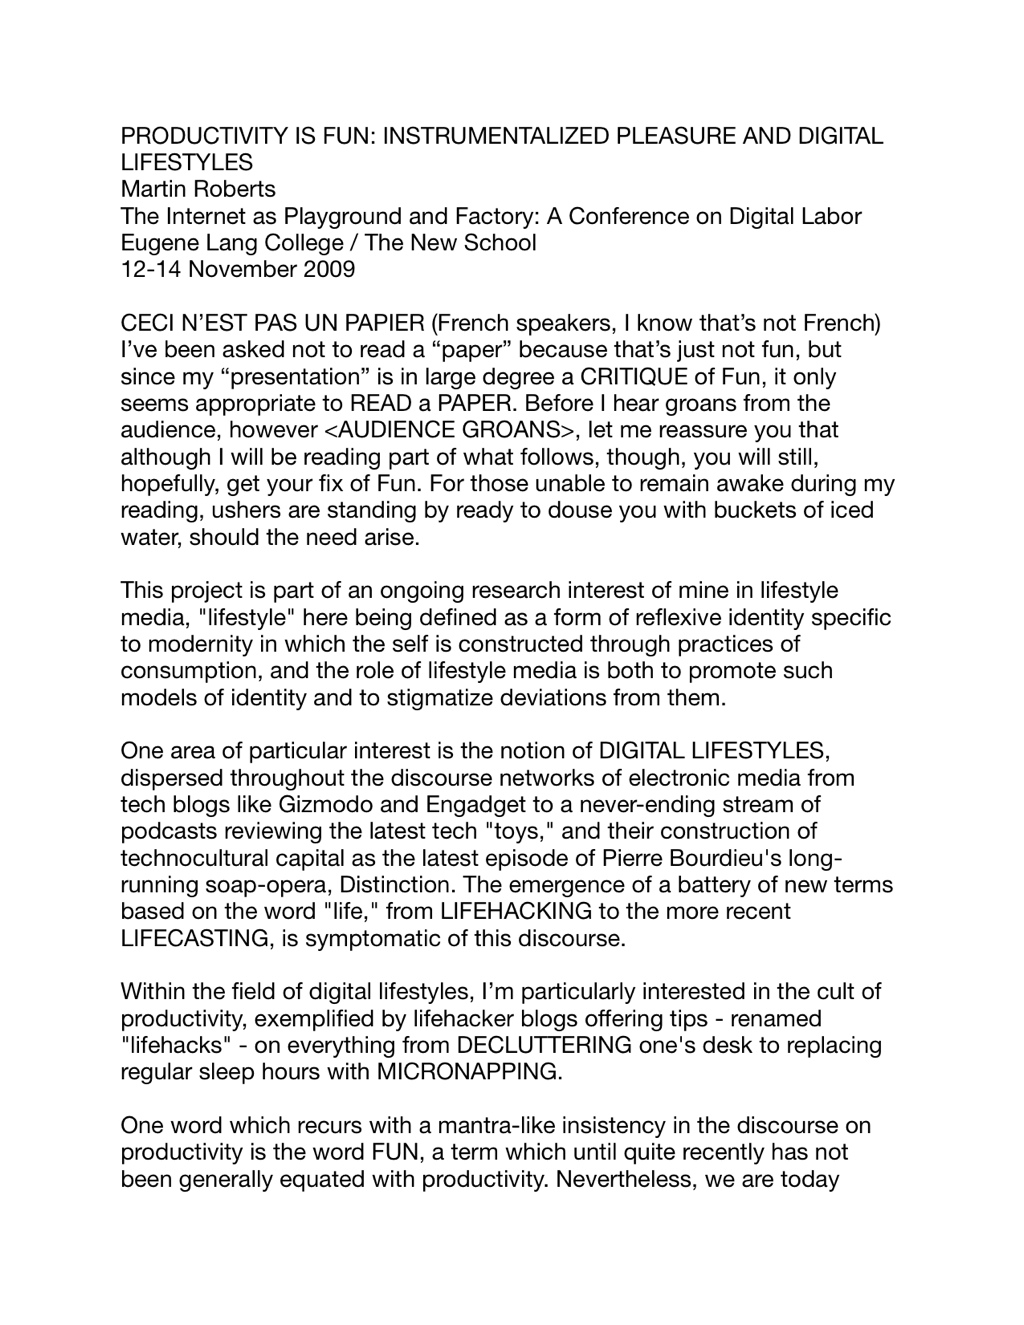 PRODUCTIVITY IS FUN: INSTRUMENTALIZED PLEASURE AND DIGITAL
LIFESTYLES
Martin Roberts
The Internet as Playground and Factory: A Conference on Digital Labor
Eugene Lang College / The New School
12-14 November 2009
CECI N’EST PAS UN PAPIER (French speakers, I know that’s not French)
I’ve been asked not to read a “paper” because that’s just not fun, but
since my “presentation” is in large degree a CRITIQUE of Fun, it only
seems appropriate to READ a PAPER. Before I hear groans from the
audience, however <AUDIENCE GROANS>, let me reassure you that
although I will be reading part of what follows, though, you will still,
hopefully, get your fix of Fun. For those unable to remain awake during my
reading, ushers are standing by ready to douse you with buckets of iced
water, should the need arise.
This project is part of an ongoing research interest of mine in lifestyle
media, "lifestyle" here being defined as a form of reflexive identity specific
to modernity in which the self is constructed through practices of
consumption, and the role of lifestyle media is both to promote such
models of identity and to stigmatize deviations from them.
One area of particular interest is the notion of DIGITAL LIFESTYLES,
dispersed throughout the discourse networks of electronic media from
tech blogs like Gizmodo and Engadget to a never-ending stream of
podcasts reviewing the latest tech "toys," and their construction of
technocultural capital as the latest episode of Pierre Bourdieu's long-
running soap-opera, Distinction. The emergence of a battery of new terms
based on the word "life," from LIFEHACKING to the more recent
LIFECASTING, is symptomatic of this discourse.
Within the field of digital lifestyles, I’m particularly interested in the cult of
productivity, exemplified by lifehacker blogs offering tips - renamed
"lifehacks" - on everything from DECLUTTERING one's desk to replacing
regular sleep hours with MICRONAPPING.
One word which recurs with a mantra-like insistency in the discourse on
productivity is the word FUN, a term which until quite recently has not
been generally equated with productivity. Nevertheless, we are today